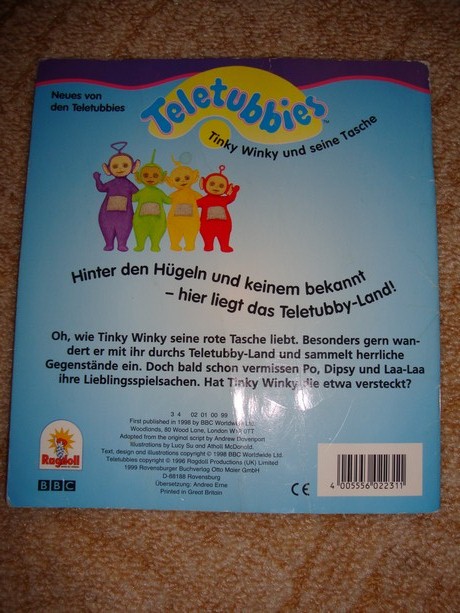 Neues von
den Teletubbies
Teletubbies™
Tinky Winky und seine Tasche
Hinter den Hügeln und keinem bekannt
– hier liegt das Teletubby-Land!
Oh, wie Tinky Winky seine rote Tasche liebt. Besonders gern wan-
dert er mit ihr durchs Teletubby-Land und sammelt herrliche
Gegenstände ein. Doch bald schon vermissen Po, Dipsy und Laa-Laa
ihre Lieblingsspielsachen. Hat Tinky Winky die etwa versteckt?
3 4 02 01 00 99
First published in 1998 by BBC Worldwide Ltd.
Woodlands, 80 Wood Lane, London W12 0TT
Adapted from the original script by Andrew Davenport
Illustrations by Lucy Su and Atholl McDonald.
Text, design and illustrations copyright © 1998 BBC Worldwide Ltd.
Teletubbies copyright © 1996 Ragdoll Productions (UK) Limited
1999 Ravensburger Buchverlag Otto Maier GmbH
D-88188 Ravensburg
Übersetzung: Andrea Erne
Printed in Great Britain
Ragdoll
BBC
CE
4 005556 022311